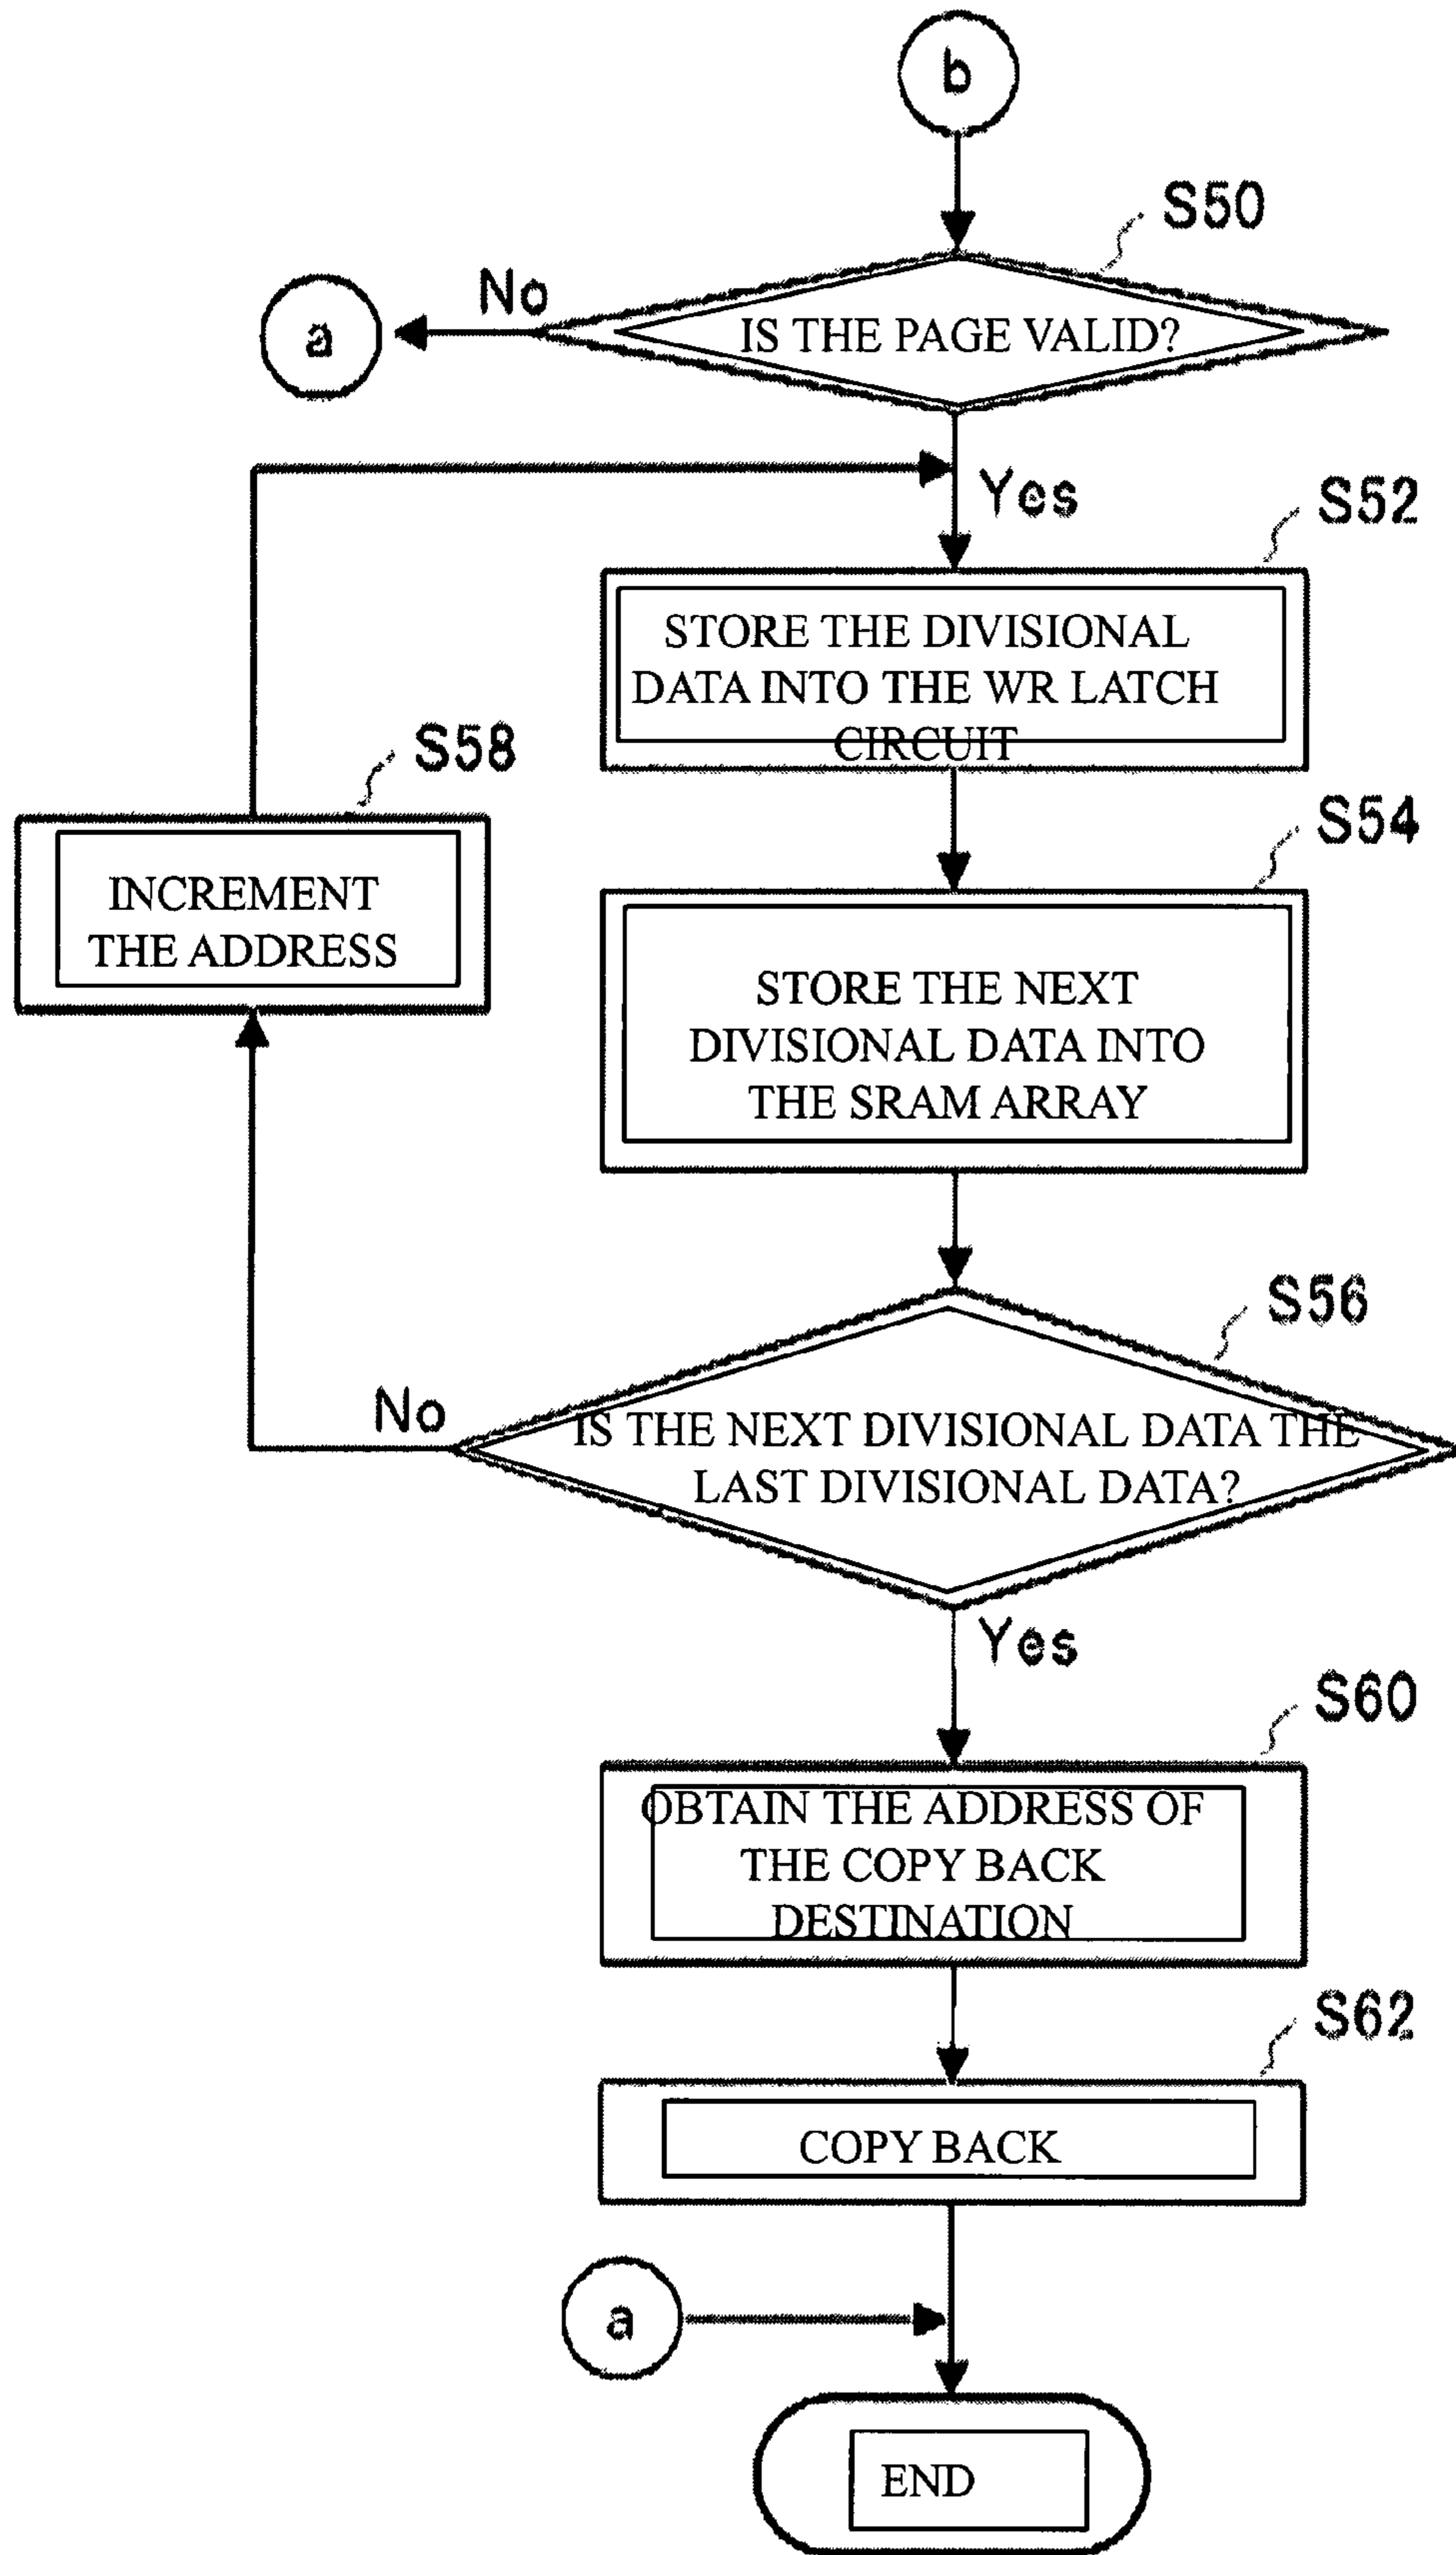 b
S50
No
a
IS THE PAGE VALID?
Yes
S52
STORE THE DIVISIONAL
DATA INTO THE WR LATCH
CIRCUIT
S58
INCREMENT
THE ADDRESS
S54
STORE THE NEXT
DIVISIONAL DATA INTO
THE SRAM ARRAY
S56
No
IS THE NEXT DIVISIONAL DATA THE
LAST DIVISIONAL DATA?
Yes
S60
OBTAIN THE ADDRESS OF
THE COPY BACK
DESTINATION
S62
COPY BACK
a
END